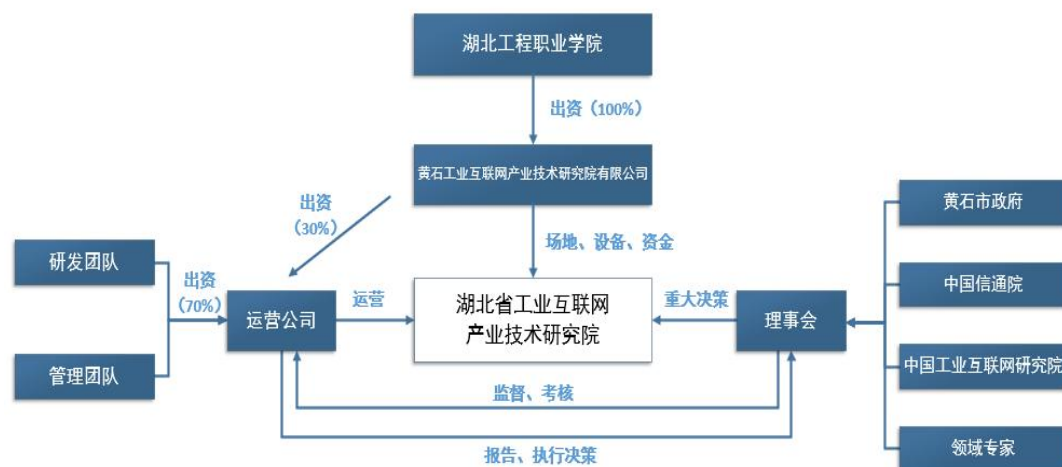 湖北工程职业学院
出资（100%）
黄石工业互联网产业技术研究院有限公司
出资
（30%）
场地、设备、资金
黄石市政府
研发团队
出资
（70%）
运营公司
运营
湖北省工业互联网
产业技术研究院
重大决策
理事会
中国信通院
管理团队
监督、考核
中国工业互联网研究院
报告、执行决策
领域专家